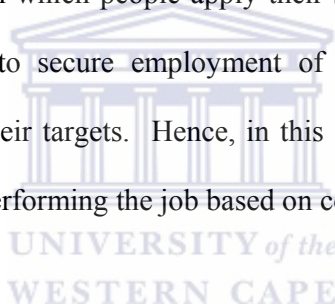 which people apply their
to secure employment of
eir targets. Hence, in this
erforming the job based on
UNIVERSITY of the
WESTERN CAPE